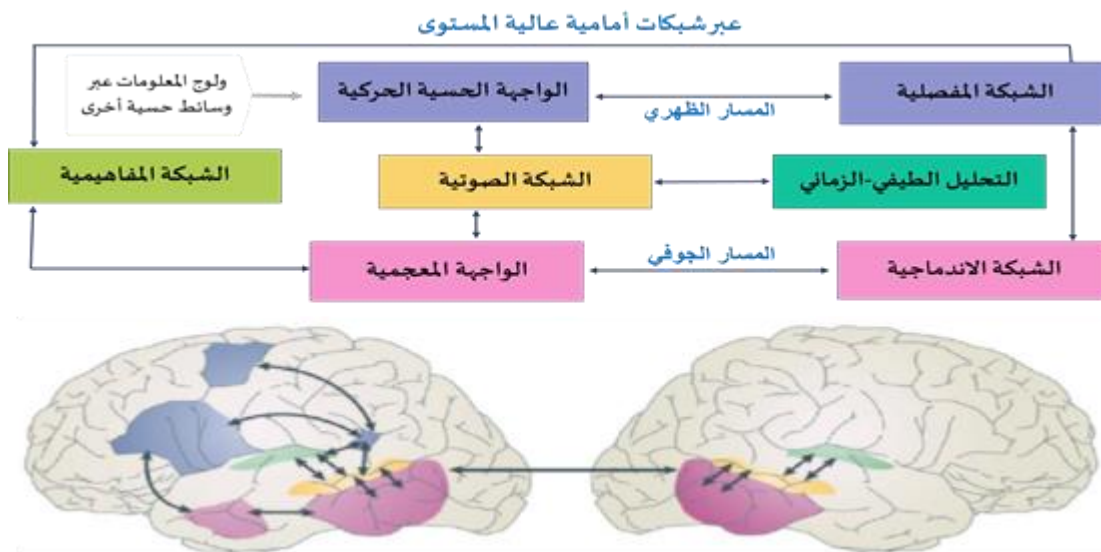 عبر شبكات أمامية عالية المستوى
ولوج المعلومات عبر
وسائط حسية أخرى
الواجهة الحسية الحركية
المسار الظهري
الشبكة المفصلية
الشبكة المفاهيمية
الشبكة الصوتية
التحليل الطيفي-الزماني
الواجهة المعجمية
المسار الجوفي
الشبكة الاندماجية